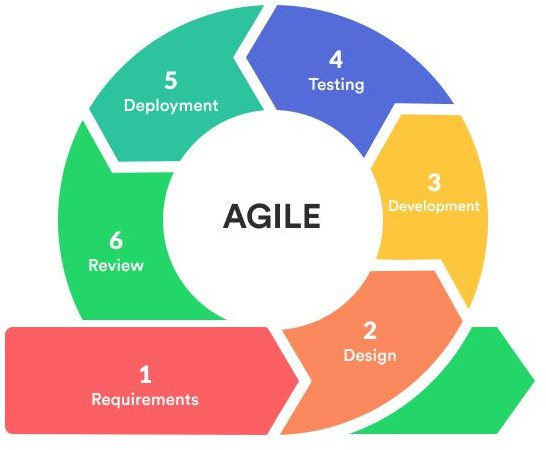 AGILE
1
Requirements
2
Design
3
Development
4
Testing
5
Deployment
6
Review